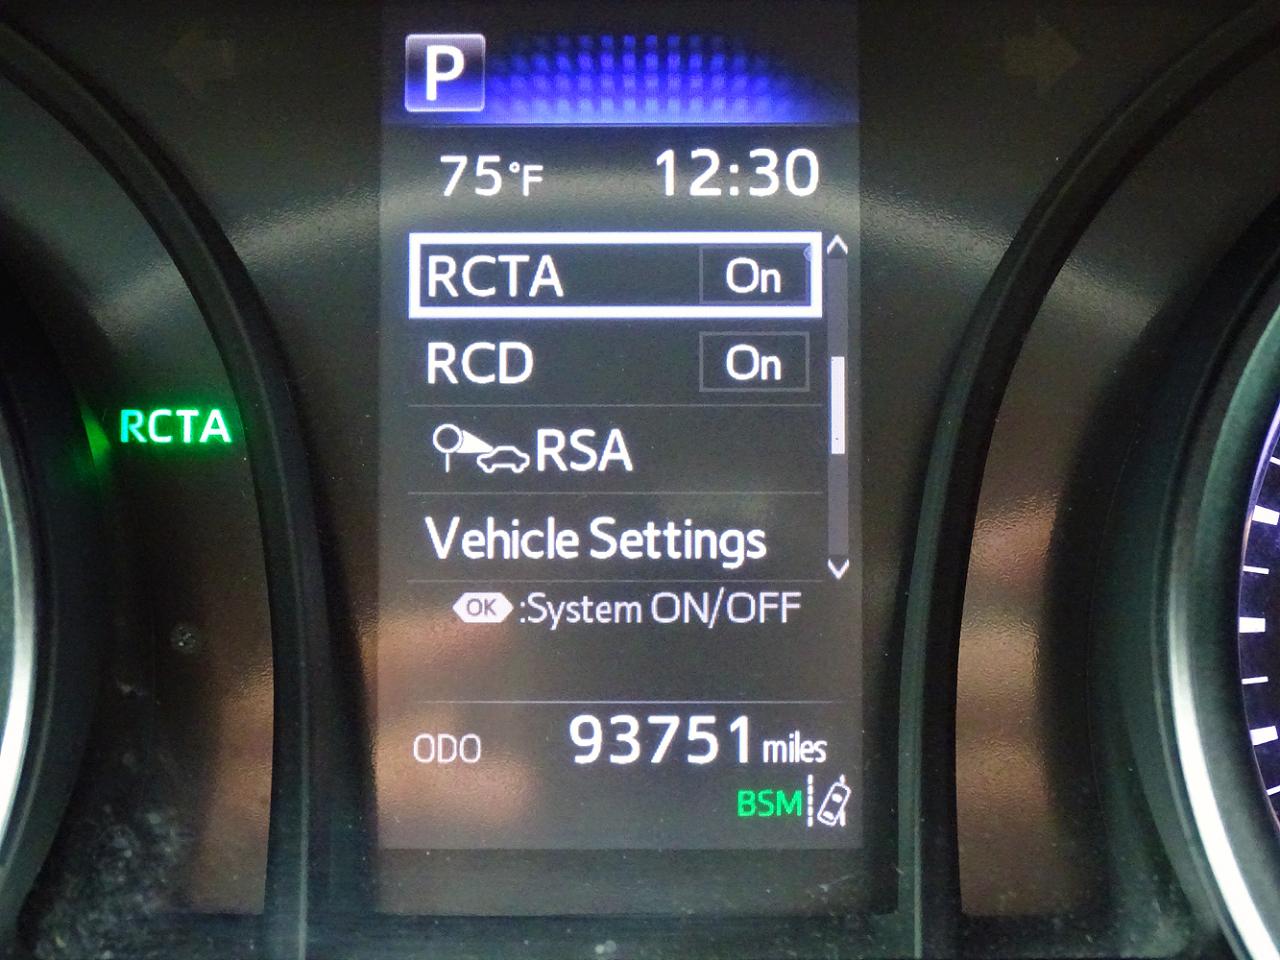 P
75°F 12:30
RCTA On
RCD On
RCTA
RSA
Vehicle Settings
OK :System ON/OFF
ODO 93751 miles
BSM